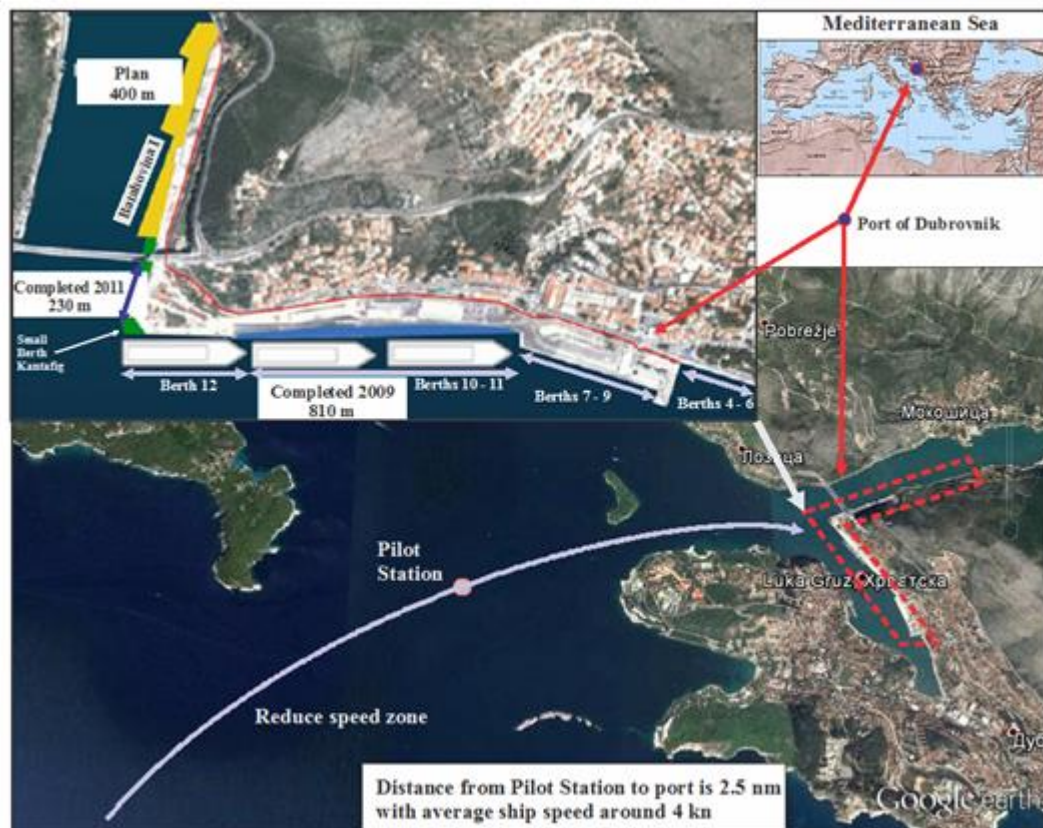 Mediterranean Sea
Plan
400 m
Batahovina I
Port of Dubrovnik
Completed 2011
230 m
Small
Berth
Kantafig
Berth 12
Completed 2009
810 m
Berths 10 - 11
Berths 7 - 9
Berths 4 - 6
Pobrežje
Мокошица
Лозица
Pilot
Station
Luka Gruz
Хрватска
Reduce speed zone
Дуб
Distance from Pilot Station to port is 2.5 nm
with average ship speed around 4 kn
Google earth